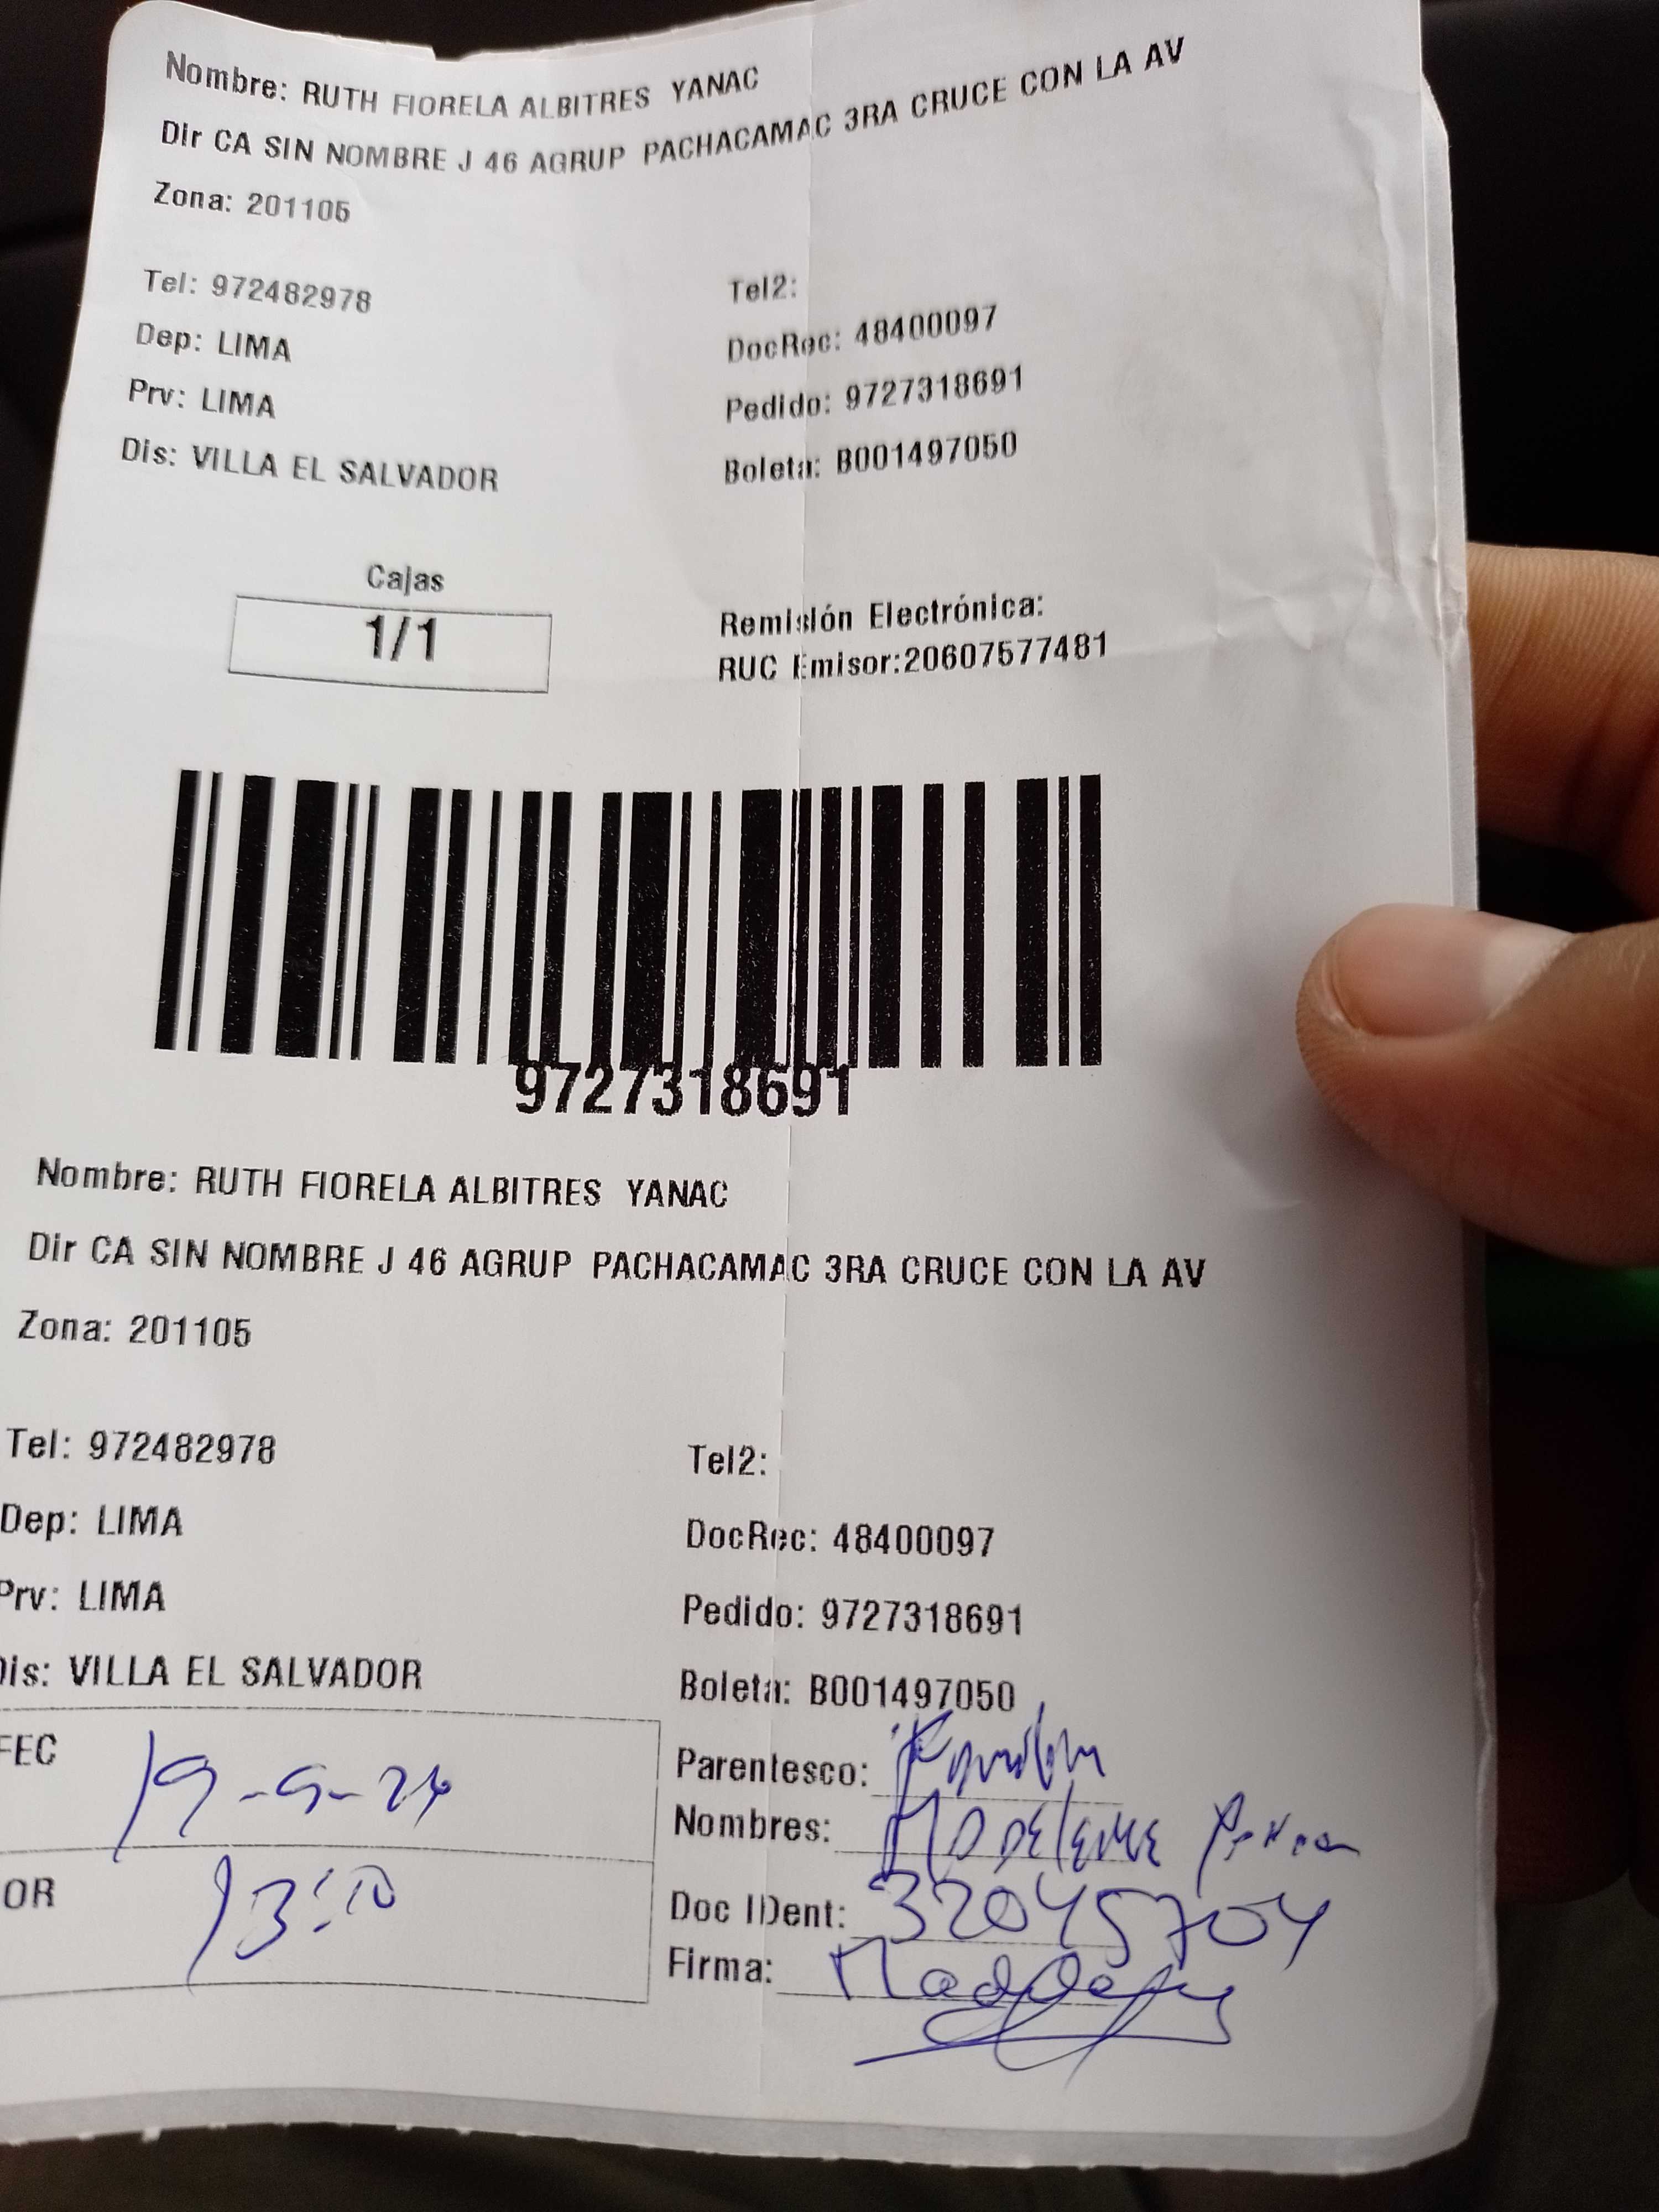 Nombre: RUTH FIORELA ALBITRES YANAC
Dir CA SIN NOMBRE J 46 AGRUP PACHACAMAC 3RA CRUCE CON LA AV
Zona: 201105
Tel: 972482978 Tel2:
Dep: LIMA DocRec: 48400097
Prv: LIMA Pedido: 9727318691
Dis: VILLA EL SALVADOR Boleta: B001497050
Cajas
1/1
Remisión Electrónica:
RUC Emisor:20607577481
9727318691
Nombre: RUTH FIORELA ALBITRES YANAC
Dir CA SIN NOMBRE J 46 AGRUP PACHACAMAC 3RA CRUCE CON LA AV
Zona: 201105
Tel: 972482978 Tel2:
Dep: LIMA DocRec: 48400097
Prv: LIMA Pedido: 9727318691
Dis: VILLA EL SALVADOR Boleta: B001497050
FEC 19-9-24 Parentesco:
Nombres:
OR 13:10 Doc IDent: 32045704
Firma: